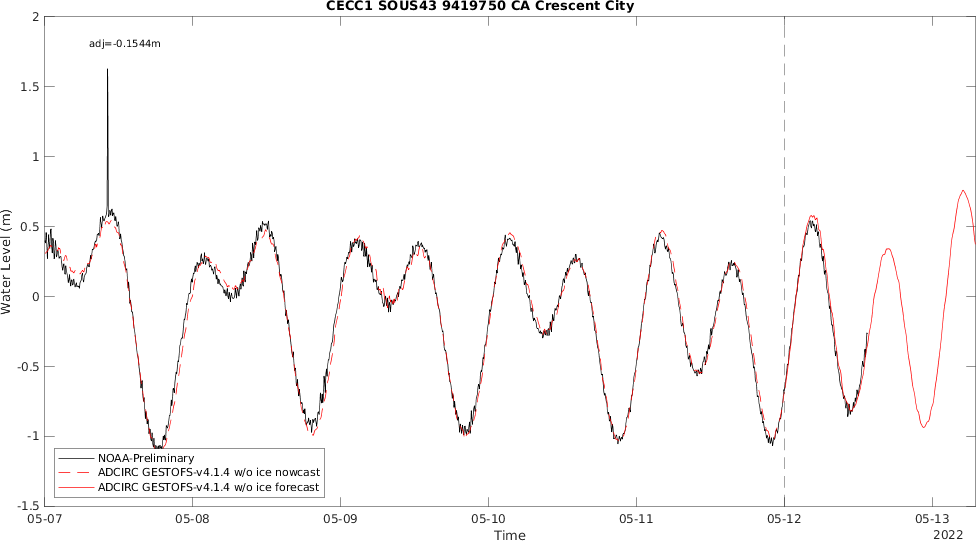 CECC1 SOUS43 9419750 CA Crescent City
adj=-0.1544m
2
1.5
1
0.5
0
-0.5
-1
-1.5
Water Level (m)
NOAA-Preliminary
ADCIRC GESTOFS-v4.1.4 w/o ice nowcast
ADCIRC GESTOFS-v4.1.4 w/o ice forecast
05-07 05-08 05-09 05-10 05-11 05-12 05-13
Time
2022